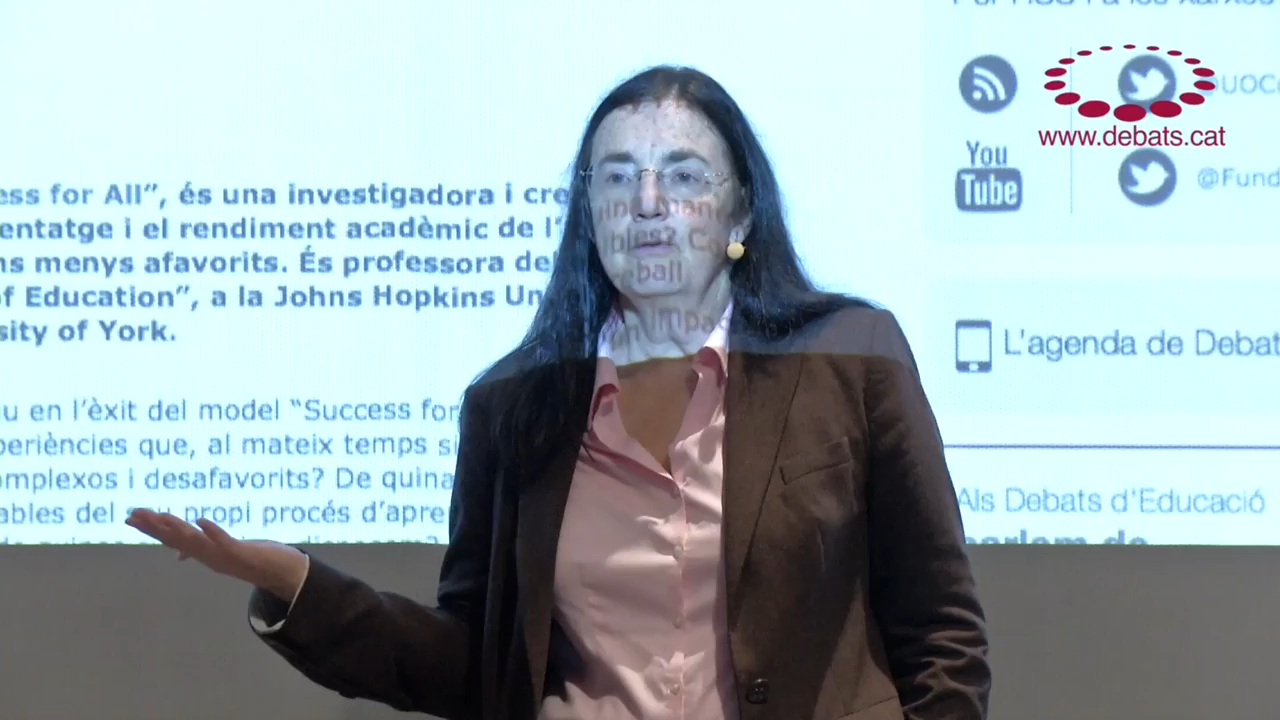 ess for All”, és una investigadora i cre
entatge i el rendiment acadèmic de l’
ns menys afavorits. És professora del
of Education”, a la Johns Hopkins Un
sity of York.
u en l’èxit del model “Success for
periències que, al mateix temps si
omplexos i desafavorits? De quina
ables del seu propi procés d’apre
www.debats.cat
You
Tube
@Fund
L'agenda de Debat
Als Debats d'Educació
parlem de